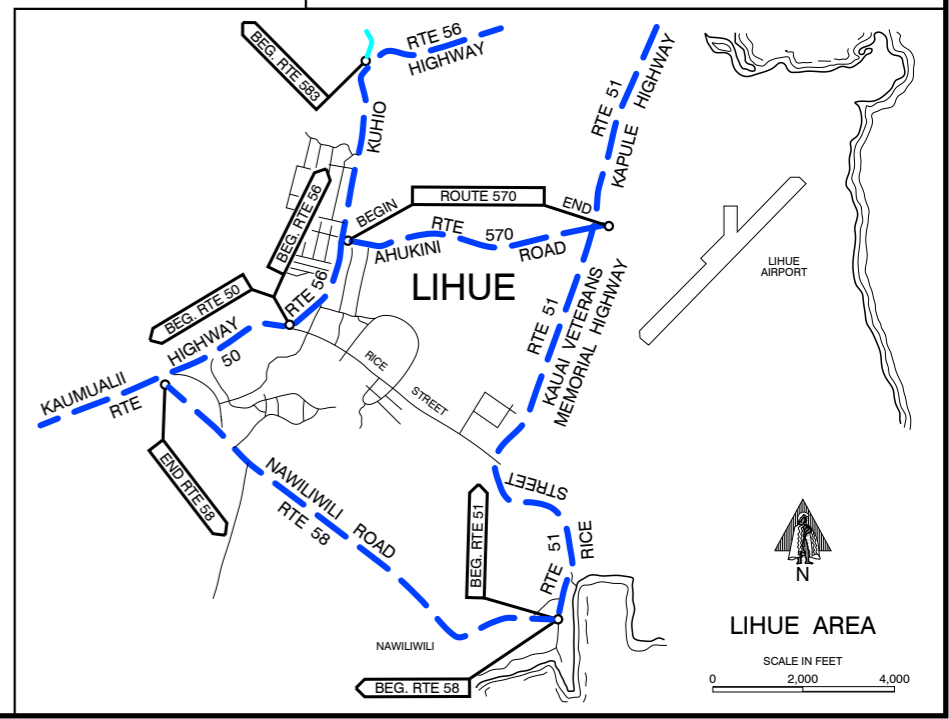 BEG. RTE 583
RTE 56
HIGHWAY
KUHIO
RTE 51
KAPULE HIGHWAY
BEG. RTE 56
BEGIN
ROUTE 570
END
RTE 570
AHUKINI ROAD
LIHUE
LIHUE
AIRPORT
BEG. RTE 50
RTE 56
RTE 51
KAUAI VETERANS
MEMORIAL HIGHWAY
KAUMUALII HIGHWAY
RTE 50
RICE STREET
END RTE 58
NAWILIWILI ROAD
RTE 58
BEG. RTE 51
STREET
RTE 51
RICE
NAWILIWILI
BEG. RTE 58
N
LIHUE AREA
SCALE IN FEET
0 2,000 4,000